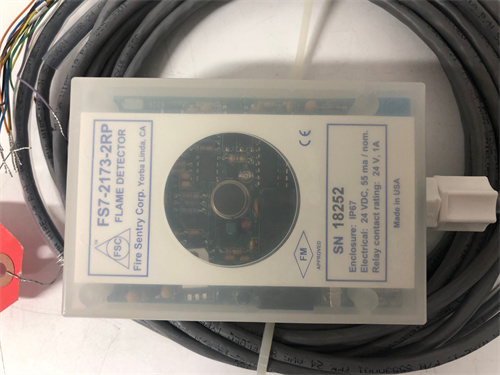 FS7-2173-2RP
FLAME DETECTOR
FSC
TM
Fire Sentry Corp. Yorba Linda, CA
CE
FM
APPROVED
SN 18252
Enclosure: IP67
Electrical: 24 VDC, 55 ma / nom.
Relay contact rating: 24 V, 1A
Made in USA